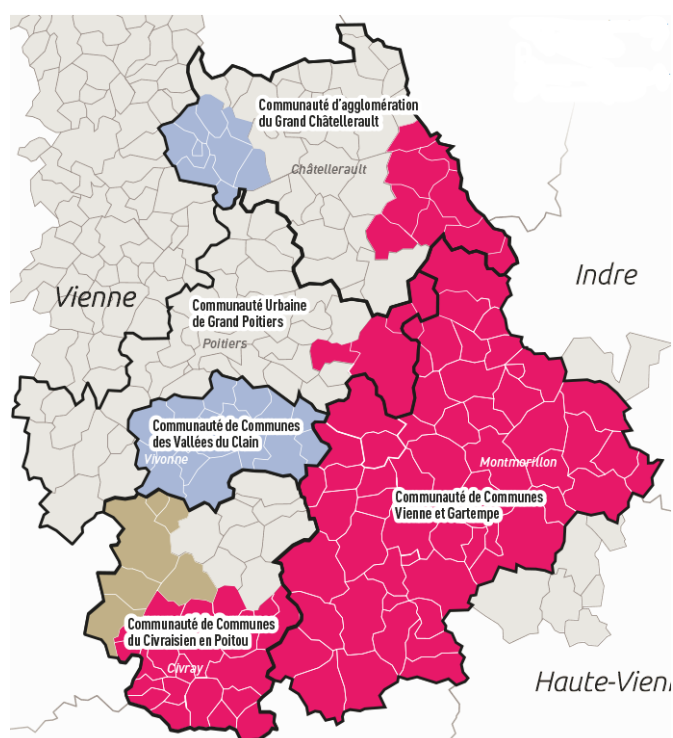 Communauté d'agglomération
du Grand Châtellerault
Châtellerault
Indre
Vienne
Communauté Urbaine
de Grand Poitiers
Poitiers
Communauté de Communes
des Vallées du Clain
Vivonne
Montmorillon
Communauté de Communes
Vienne et Gartempe
Communauté de Communes
du Civraisien en Poitou
Civray
Haute-Vien